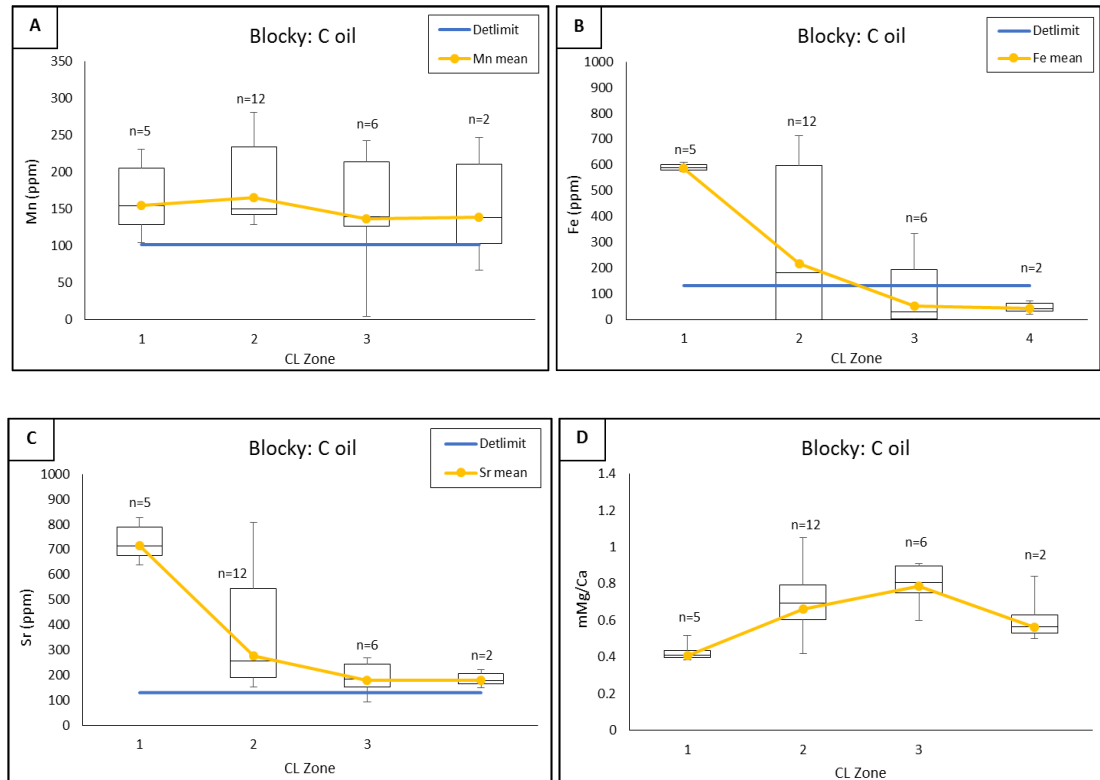 A
Blocky: C oil
Detlimit
Mn mean
350
300
250
200
150
100
50
0
Mn (ppm)
n=5
n=12
n=6
n=2
1
2
3
CL Zone
B
Blocky: C oil
Detlimit
Fe mean
1000
900
800
700
600
500
400
300
200
100
0
Fe (ppm)
n=5
n=12
n=6
n=2
1
2
3
4
CL Zone
C
Blocky: C oil
Detlimit
Sr mean
1000
900
800
700
600
500
400
300
200
100
0
Sr (ppm)
n=5
n=12
n=6
n=2
1
2
3
CL Zone
D
Blocky: C oil
1.4
1.2
1
0.8
0.6
0.4
0.2
0
mMg/Ca
n=5
n=12
n=6
n=2
1
2
3
CL Zone